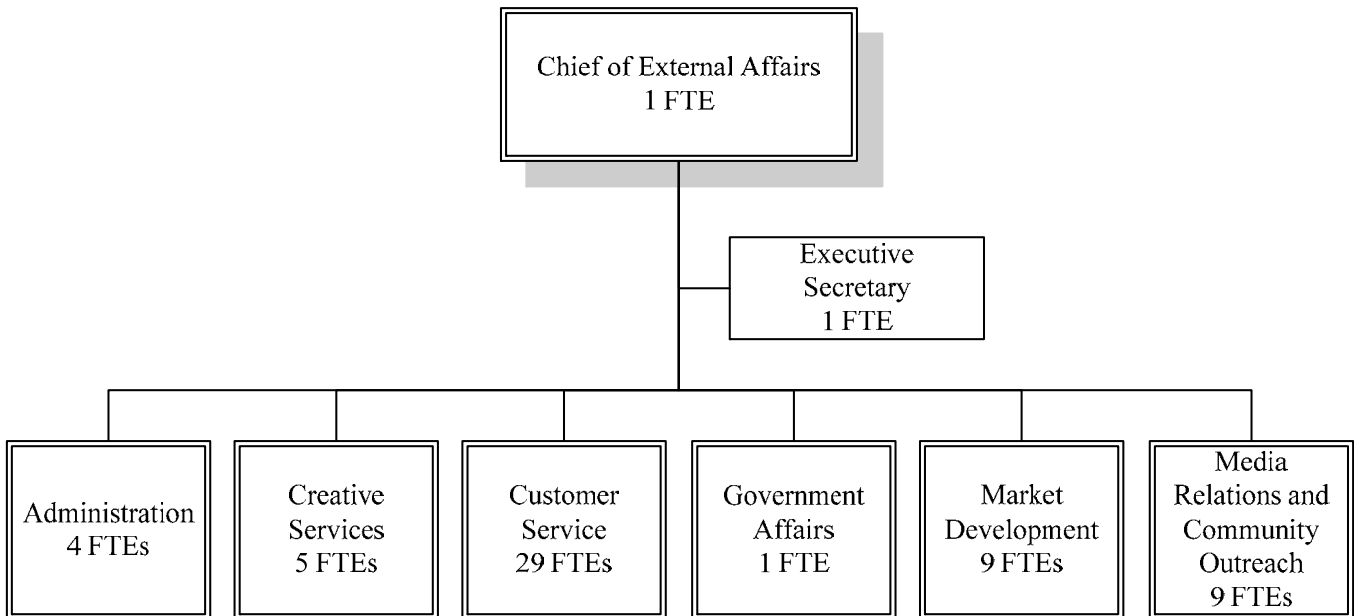 Chief of External Affairs
1 FTE
Executive
Secretary
1 FTE
Administration
4 FTEs
Creative
Services
5 FTEs
Customer
Service
29 FTEs
Government
Affairs
1 FTE
Market
Development
9 FTEs
Media
Relations and
Community
Outreach
9 FTEs